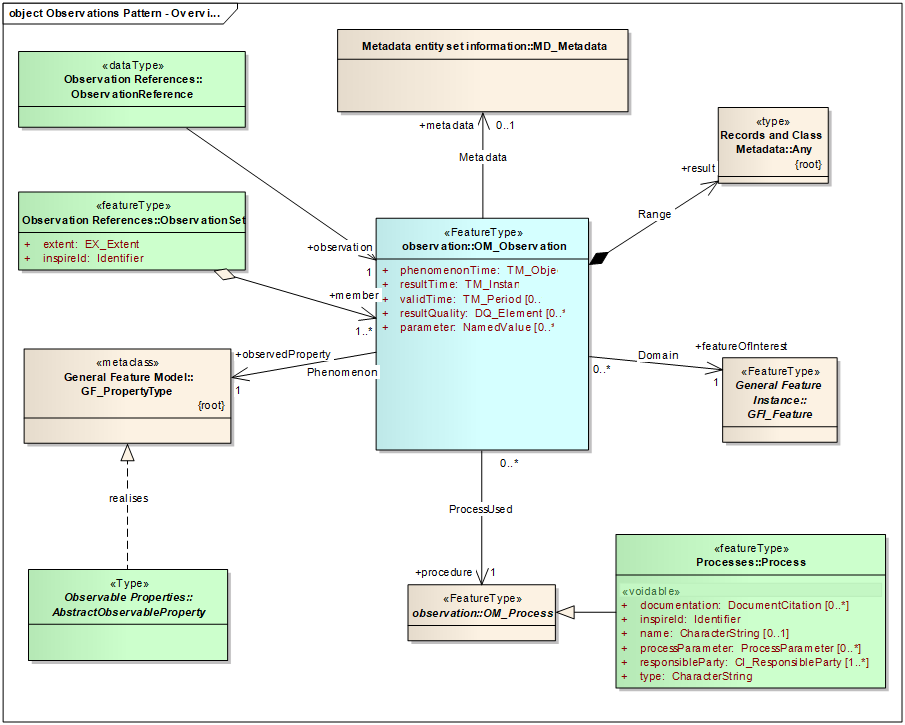 object Observations Pattern - Overvi...
Metadata entity set information::MD_Metadata
«dataType»
Observation References::
ObservationReference
+metadata
0..1
Metadata
«type»
Records and Class
Metadata::Any
{root}
+result
Range
«featureType»
Observation References::ObservationSet
+ extent: EX_Extent
+ inspireId: Identifier
+observation
1
+member
1..*
«FeatureType»
observation::OM_Observation
+ phenomenonTime: TM_Obje
+ resultTime: TM_Instan
+ validTime: TM_Period [0..
+ resultQuality: DQ_Element [0..*
+ parameter: NamedValue [0..*
+observedProperty
1
Phenomenon
«metaclass»
General Feature Model::
GF_PropertyType
{root}
+featureOfInterest
Domain
0..*
1
«FeatureType»
General Feature
Instance::
GFI_Feature
0..*
realises
ProcessUsed
+procedure
1
«Type»
Observable Properties::
AbstractObservableProperty
«FeatureType»
observation::OM_Process
«featureType»
Processes::Process
«voidable»
+ documentation: DocumentCitation [0..*]
+ inspireId: Identifier
+ name: CharacterString [0..1]
+ processParameter: ProcessParameter [0..*]
+ responsibleParty: CI_ResponsibleParty [1..*]
+ type: CharacterString